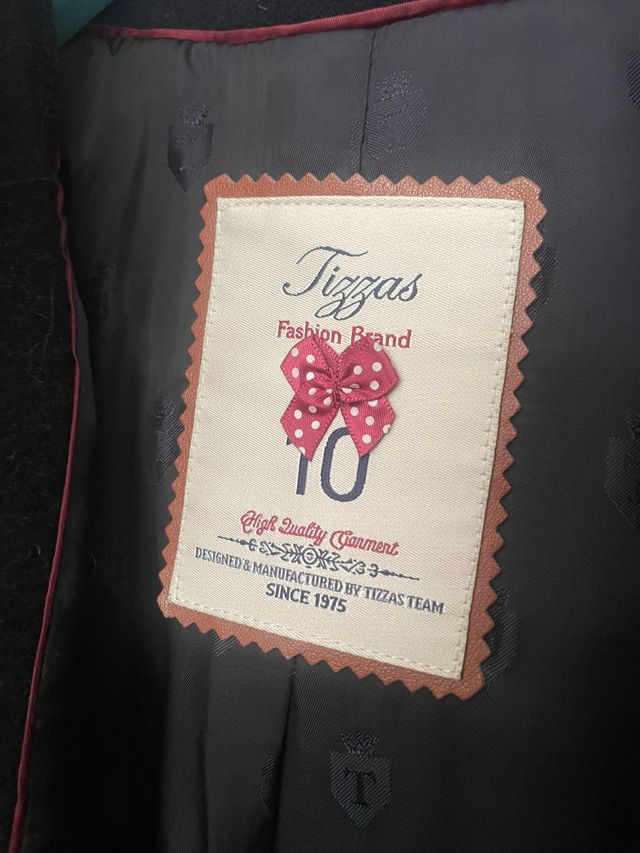 Tizzas
Fashion Brand
10
High Quality Garment
DESIGNED & MANUFACTURED BY TIZZAS TEAM
SINCE 1975
T